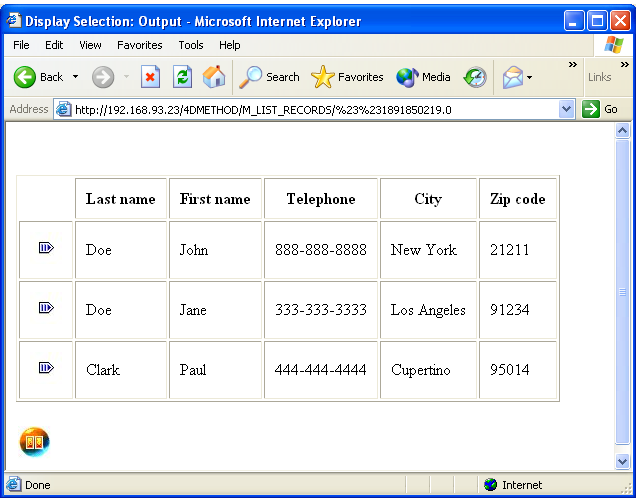 Display Selection: Output - Microsoft Internet Explorer
File Edit View Favorites Tools Help
Back Search Favorites Media » Links »
Address http://192.168.93.23/4DMETHOD/M_LIST_RECORDS/%23%231891850219.0 Go
Last name First name Telephone City Zip code
Doe John 888-888-8888 New York 21211
Doe Jane 333-333-3333 Los Angeles 91234
Clark Paul 444-444-4444 Cupertino 95014
Done Internet